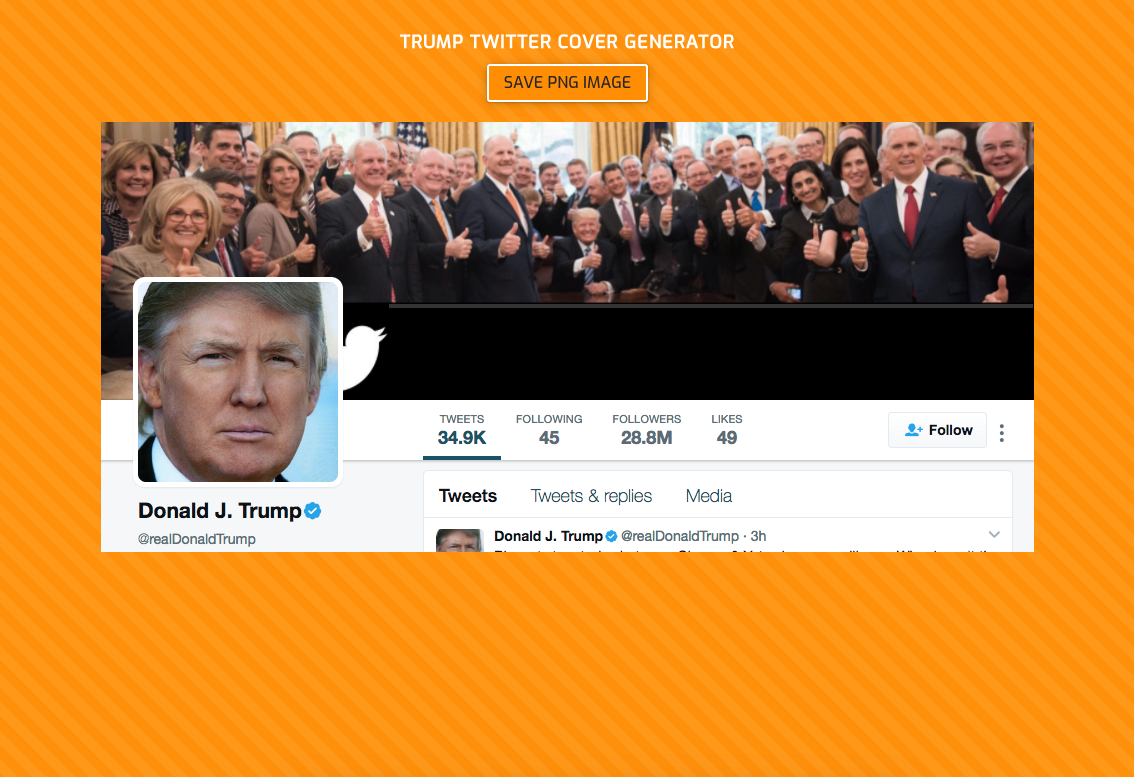 TRUMP TWITTER COVER GENERATOR
SAVE PNG IMAGE
TWEETS FOLLOWING FOLLOWERS LIKES
34.9K 45 28.8M 49
Follow
Donald J. Trump
@realDonaldTrump
Tweets Tweets & replies Media
Donald J. Trump @realDonaldTrump · 3h